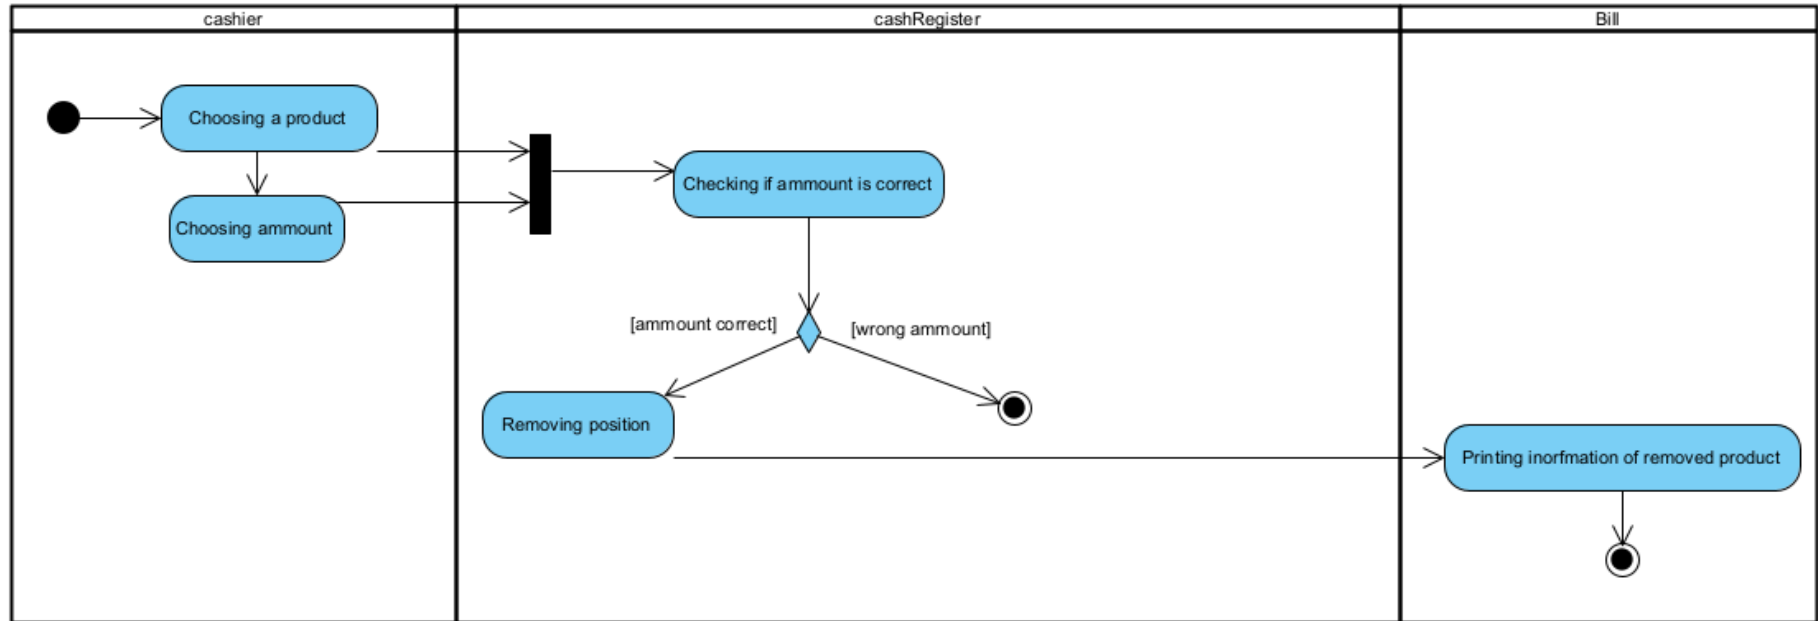 cashier
cashRegister
Bill
Choosing a product
Choosing ammount
Checking if ammount is correct
[ammount correct]
[wrong ammount]
Removing position
Printing inorfmation of removed product